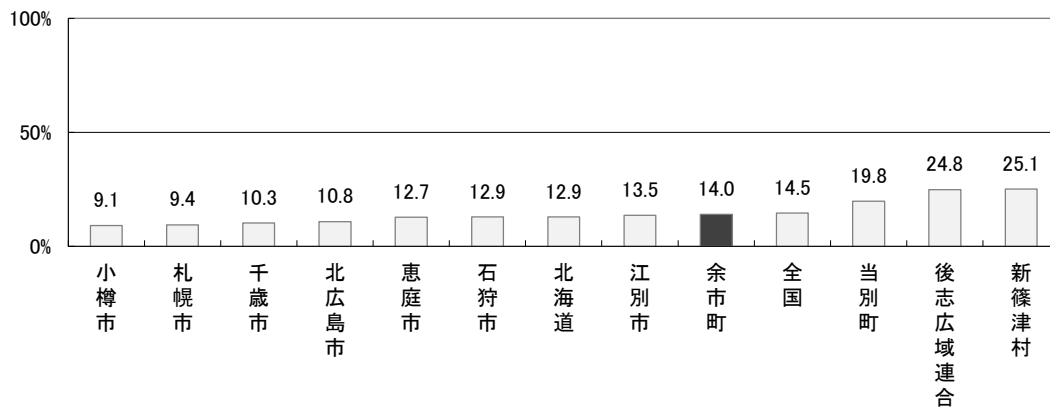 100%
50%
0%
9.1
9.4
10.3
10.8
12.7
12.9
12.9
13.5
14.0
14.5
19.8
24.8
25.1
小樽市
札幌市
千歳市
北広島市
恵庭市
石狩市
北海道
江別市
余市町
全国
当別町
後志広域連合
新篠津村